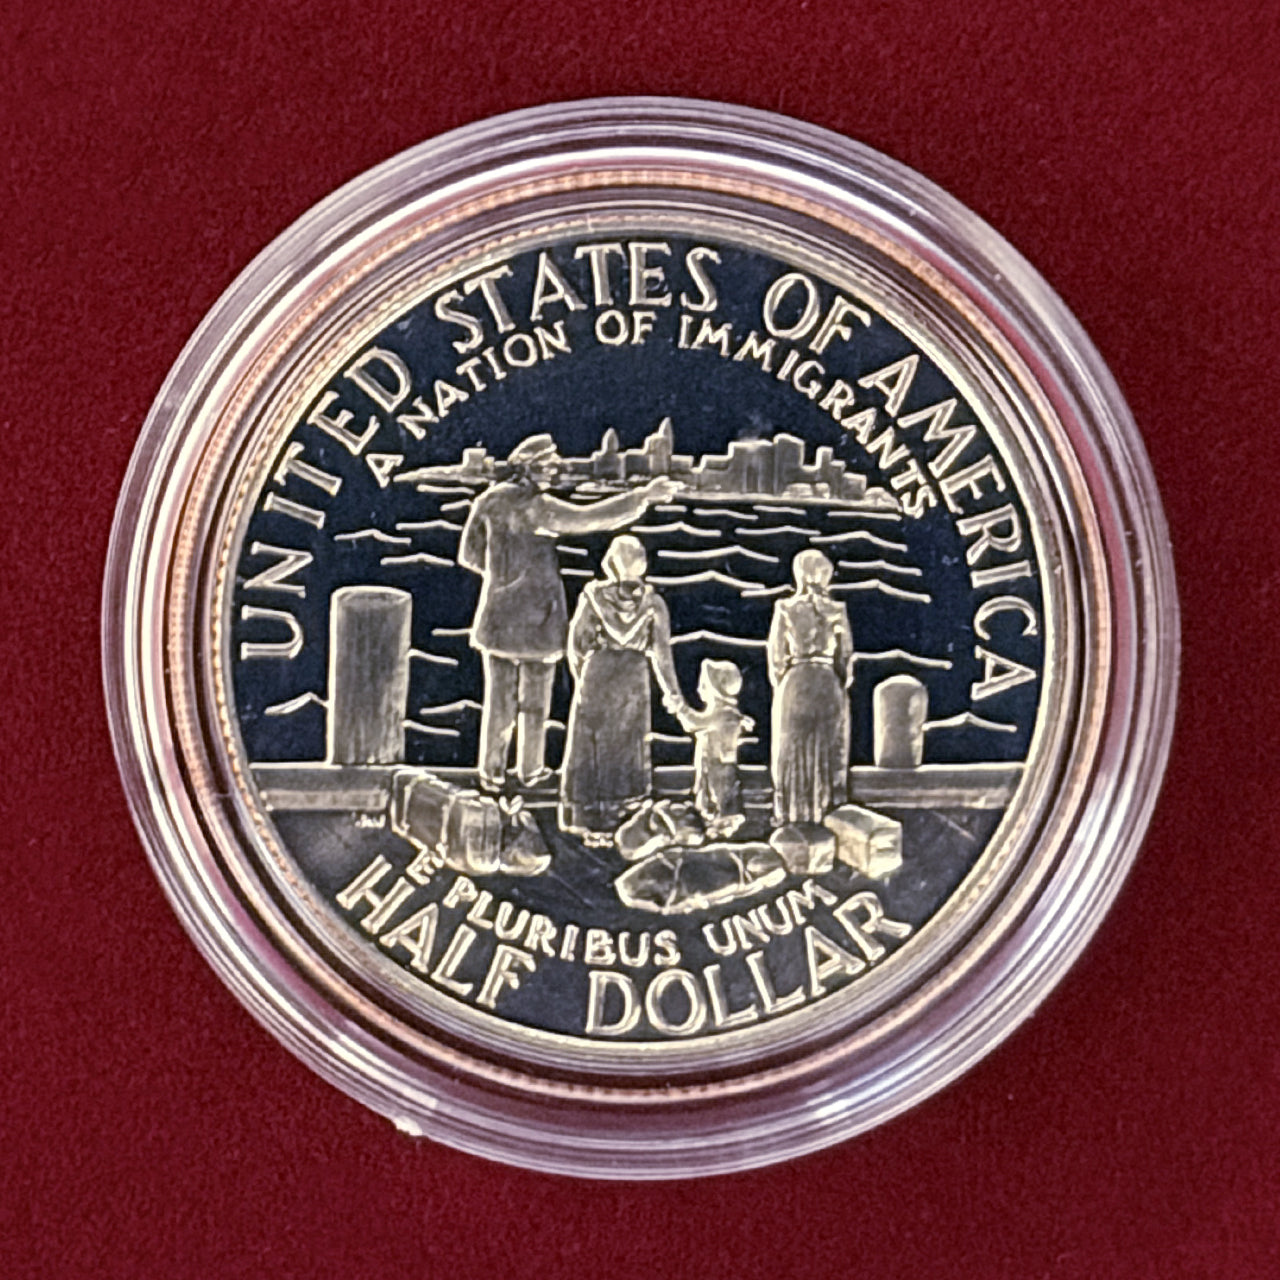 UNITED STATES OF AMERICA
A NATION OF IMMIGRANTS
E PLURIBUS UNUM
HALF DOLLAR